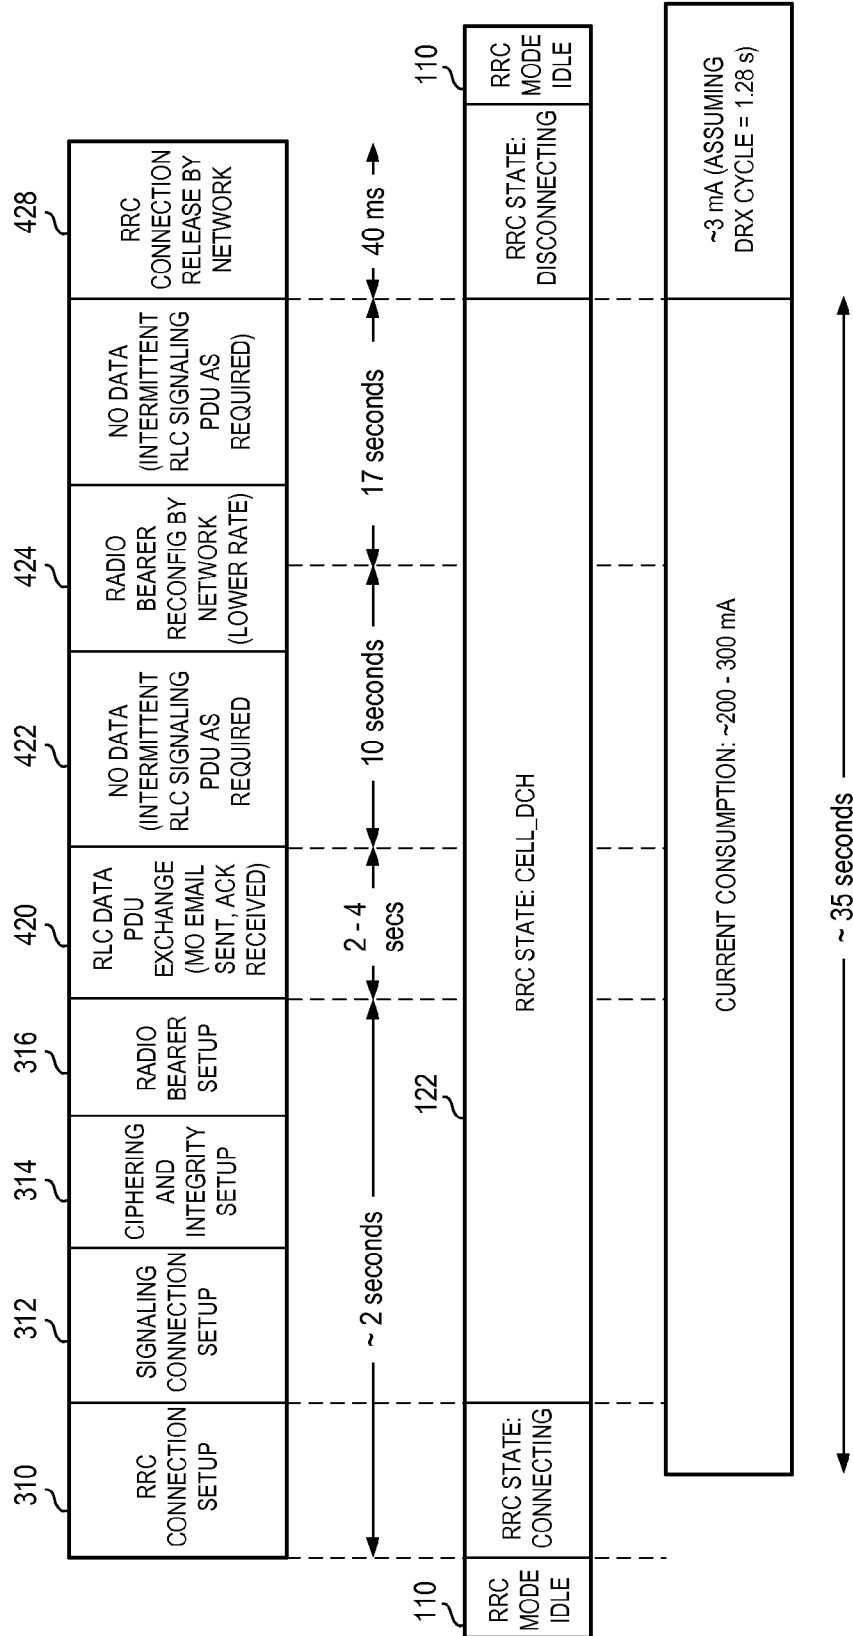 310
312
314
316
420
422
424
428
RRC
CONNECTION
SETUP
SIGNALING
CONNECTION
SETUP
CIPHERING
AND
INTEGRITY
SETUP
RADIO
BEARER
SETUP
RLC DATA
PDU
EXCHANGE
(MO EMAIL
SENT, ACK
RECEIVED)
NO DATA
(INTERMITTENT
RLC SIGNALING
PDU AS
REQUIRED
RADIO
BEARER
RECONFIG BY
NETWORK
(LOWER RATE)
NO DATA
(INTERMITTENT
RLC SIGNALING
PDU AS
REQUIRED)
RRC
CONNECTION
RELEASE BY
NETWORK
~ 2 seconds
2 - 4
secs
10 seconds
17 seconds
40 ms
110
122
110
RRC
MODE
IDLE
RRC STATE:
CONNECTING
RRC STATE: CELL_DCH
RRC STATE:
DISCONNECTING
RRC
MODE
IDLE
CURRENT CONSUMPTION: ~200 - 300 mA
~3 mA (ASSUMING
DRX CYCLE = 1.28 s)
~ 35 seconds